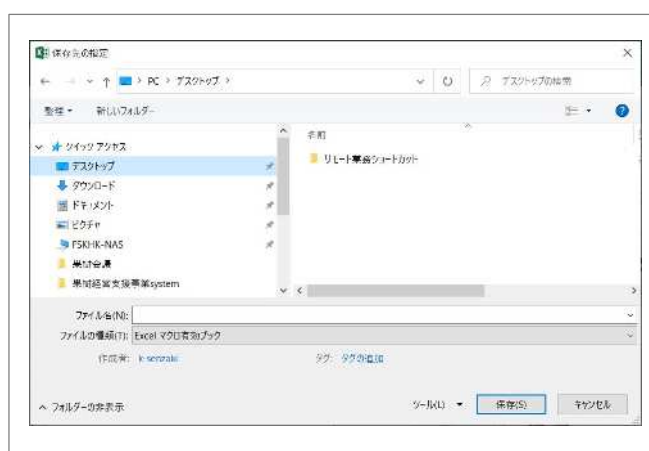 保存先の指定
PC > デスクトップ >
デスクトップの検索
整理 新しいフォルダー
名前
クイック アクセス
デスクトップ
リモート業務ショートカット
ダウンロード
ドキュメント
ピクチャ
FSKHK-NAS
ファイル名(N):
ファイルの種類(T): Excel マクロ有効ブック
作成者: k-senzaki タグ: タグの追加
フォルダーの非表示
ツール(L) 保存(S) キャンセル